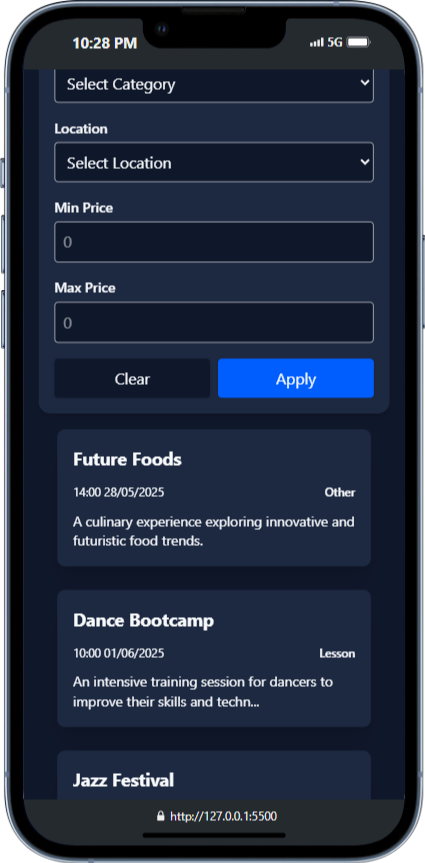 10:28 PM
5G
Select Category
Location
Select Location
Min Price
0
Max Price
0
Clear
Apply
Future Foods
14:00 28/05/2025
Other
A culinary experience exploring innovative and
futuristic food trends.
Dance Bootcamp
10:00 01/06/2025
Lesson
An intensive training session for dancers to
improve their skills and techn...
Jazz Festival
http://127.0.0.1:5500